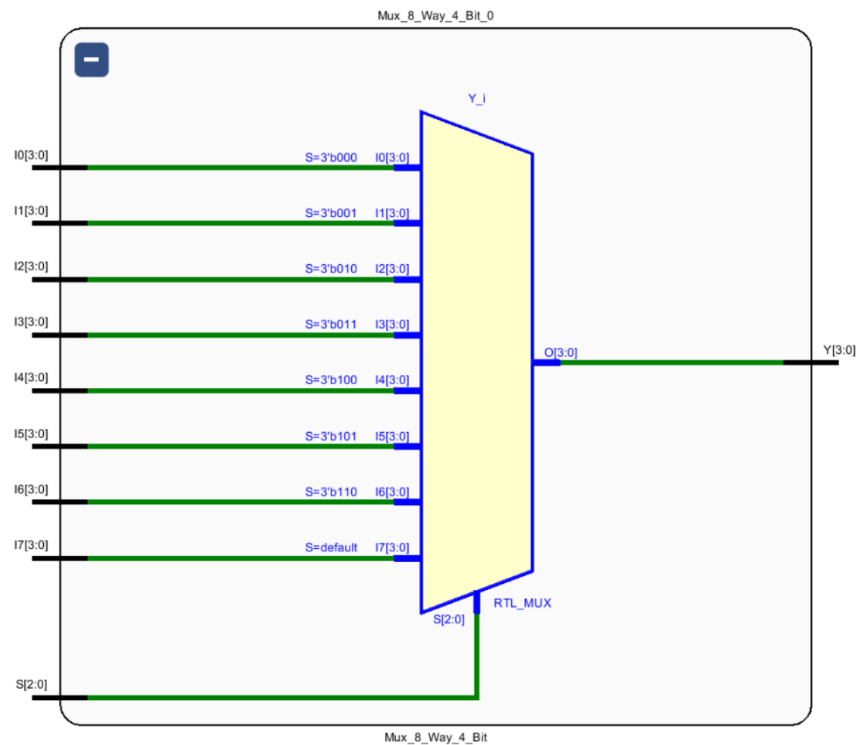 Mux_8_Way_4_Bit_0
Y_i
I0[3:0] S=3'b000 I0[3:0]
I1[3:0] S=3'b001 I1[3:0]
I2[3:0] S=3'b010 I2[3:0]
I3[3:0] S=3'b011 I3[3:0]
O[3:0] Y[3:0]
I4[3:0] S=3'b100 I4[3:0]
I5[3:0] S=3'b101 I5[3:0]
I6[3:0] S=3'b110 I6[3:0]
I7[3:0] S=default I7[3:0]
RTL_MUX
S[2:0]
S[2:0]
Mux_8_Way_4_Bit